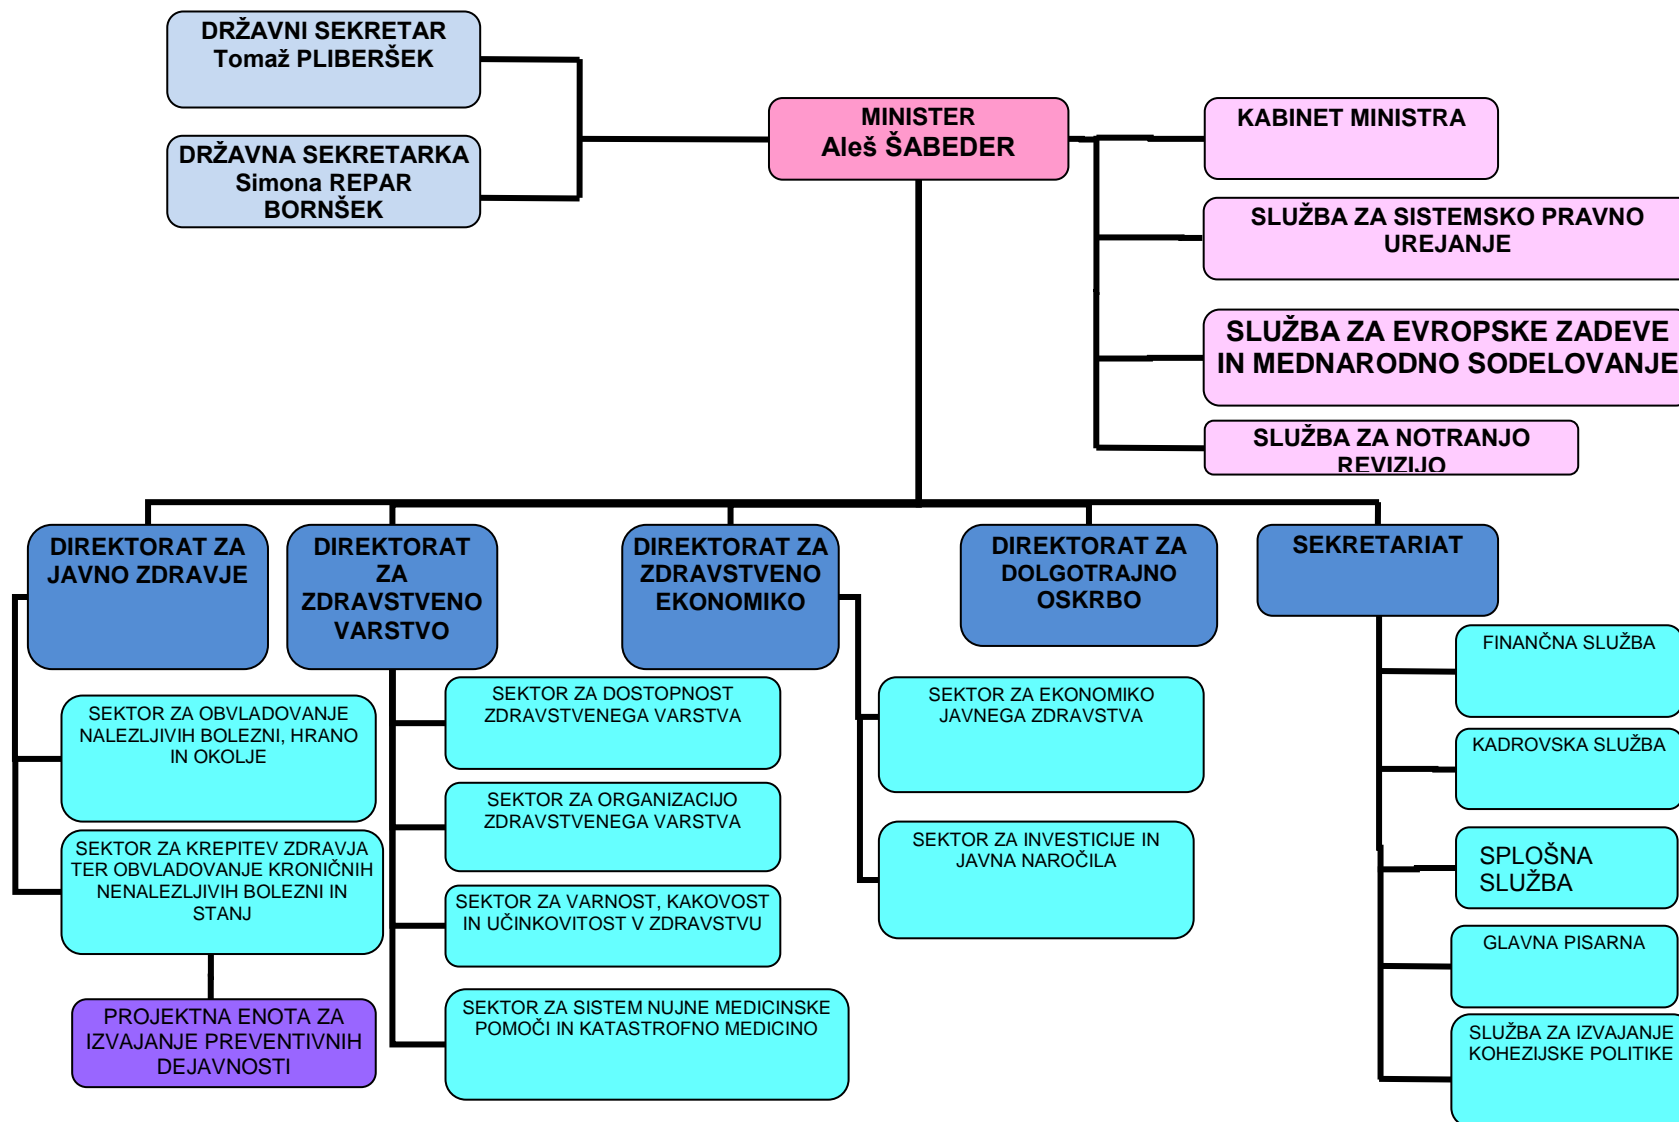 DRŽAVNI SEKRETAR
Tomaž PLIBERŠEK
DRŽAVNA SEKRETARKA
Simona REPAR
BORNŠEK
MINISTER
Aleš ŠABEDER
KABINET MINISTRA
SLUŽBA ZA SISTEMSKO PRAVNO
UREJANJE
SLUŽBA ZA EVROPSKE ZADEVE
IN MEDNARODNO SODELOVANJE
SLUŽBA ZA NOTRANJO
REVIZIJO
DIREKTORAT ZA
JAVNO ZDRAVJE
DIREKTORAT
ZA
ZDRAVSTVENO
VARSTVO
DIREKTORAT ZA
ZDRAVSTVENO
EKONOMIKO
DIREKTORAT ZA
DOLGOTRAJNO
OSKRBO
SEKRETARIAT
SEKTOR ZA OBVLADOVANJE
NALEZLJIVIH BOLEZNI, HRANO
IN OKOLJE
SEKTOR ZA KREPITEV ZDRAVJA
TER OBVLADOVANJE KRONIČNIH
NENALEZLJIVIH BOLEZNI IN
STANJ
PROJEKTNA ENOTA ZA
IZVAJANJE PREVENTIVNIH
DEJAVNOSTI
SEKTOR ZA DOSTOPNOST
ZDRAVSTVENEGA VARSTVA
SEKTOR ZA ORGANIZACIJO
ZDRAVSTVENEGA VARSTVA
SEKTOR ZA VARNOST, KAKOVOST
IN UČINKOVITOST V ZDRAVSTVU
SEKTOR ZA SISTEM NUJNE MEDICINSKE
POMOČI IN KATASTROFNO MEDICINO
SEKTOR ZA EKONOMIKO
JAVNEGA ZDRAVSTVA
SEKTOR ZA INVESTICIJE IN
JAVNA NAROČILA
FINANČNA SLUŽBA
KADROVSKA SLUŽBA
SPLOŠNA
SLUŽBA
GLAVNA PISARNA
SLUŽBA ZA IZVAJANJE
KOHEZIJSKE POLITIKE